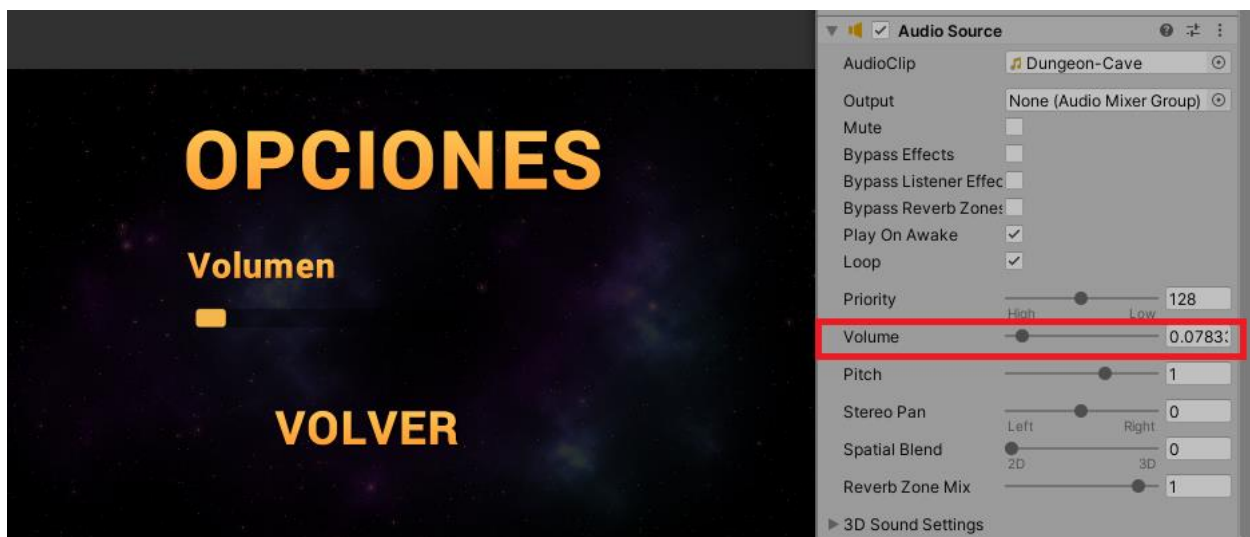 OPCIONES
Volumen
VOLVER
Audio Source
AudioClip Dungeon-Cave
Output None (Audio Mixer Group)
Mute
Bypass Effects
Bypass Listener Effec
Bypass Reverb Zones
Play On Awake
Loop
Priority 128
High Low
Volume 0.0783
Pitch 1
Stereo Pan 0
Left Right
Spatial Blend 0
2D 3D
Reverb Zone Mix 1
3D Sound Settings